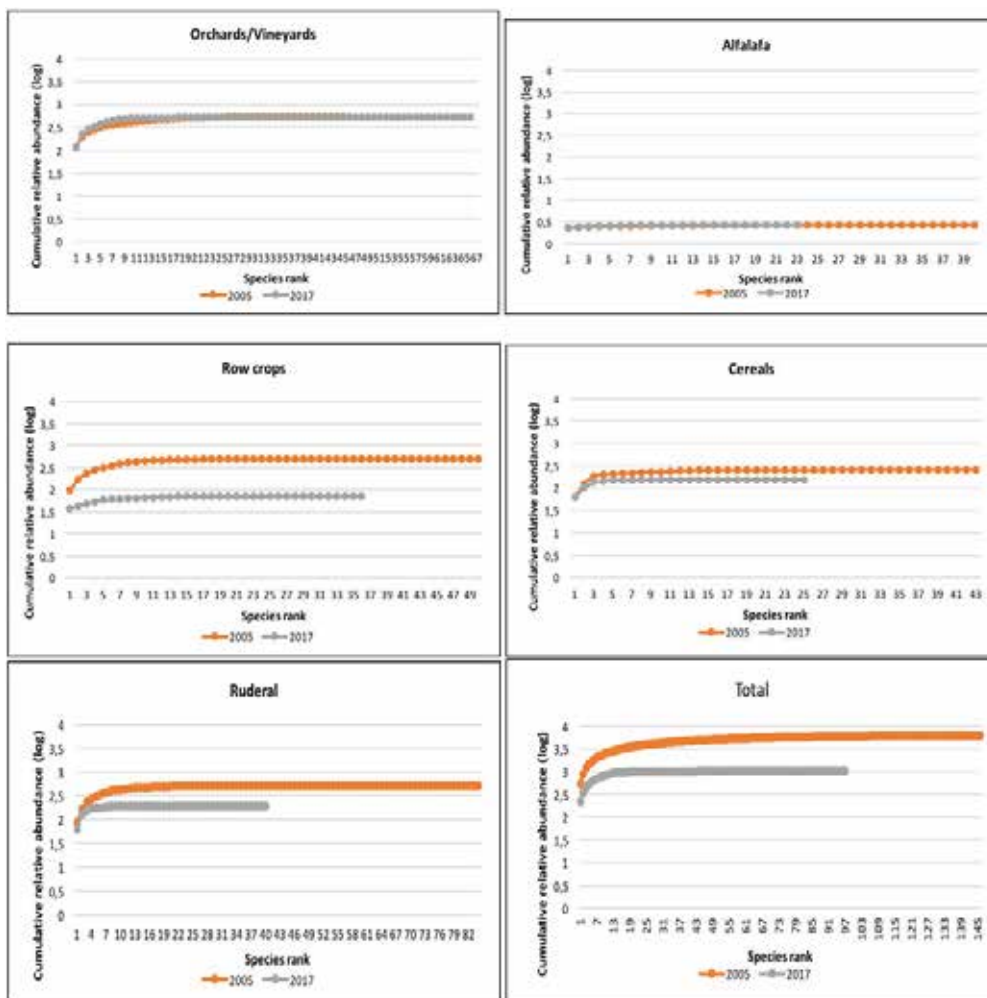 Orchards/Vineyards
Cumulative relative abundance (log)
4
3,5
3
2,5
2
1,5
1
0,5
0
1 3 5 7 9 11131517192123252729313335373941434547495153555759616365 67
Species rank
2005 2017
Alfalafa
Cumulative relative abundance (log)
4
3,5
3
2,5
2
1,5
1
0,5
0
1 3 5 7 9 11 13 15 17 19 21 23 25 27 29 31 33 35 37 39
Species rank
2005 2017
Row crops
Cumulative relative abundance (log)
4
3,5
3
2,5
2
1,5
1
0,5
0
1 3 5 7 9 11 13 15 17 19 21 23 25 27 29 31 33 35 37 39 41 43 45 47 49
Species rank
2005 2017
Cereals
Cumulative relative abundance (log)
4
3,5
3
2,5
2
1,5
1
0,5
0
1 3 5 7 9 11 13 15 17 19 21 23 25 27 29 31 33 35 37 39 41 43
Species rank
2005 2017
Ruderal
Cumulative relative abundance (log)
4
3,5
3
2,5
2
1,5
1
0,5
0
1 4 7 10 13 16 19 22 25 28 31 34 37 40 43 46 49 52 55 58 61 64 67 70 73 76 79 82
Species rank
2005 2017
Total
Cumulative relative abundance (log)
4
3,5
3
2,5
2
1,5
1
0,5
0
1 7 13 19 25 31 37 43 49 55 61 67 73 79 85 91 97 103 109 115 121 127 133 139 145
Species rank
2005 2017